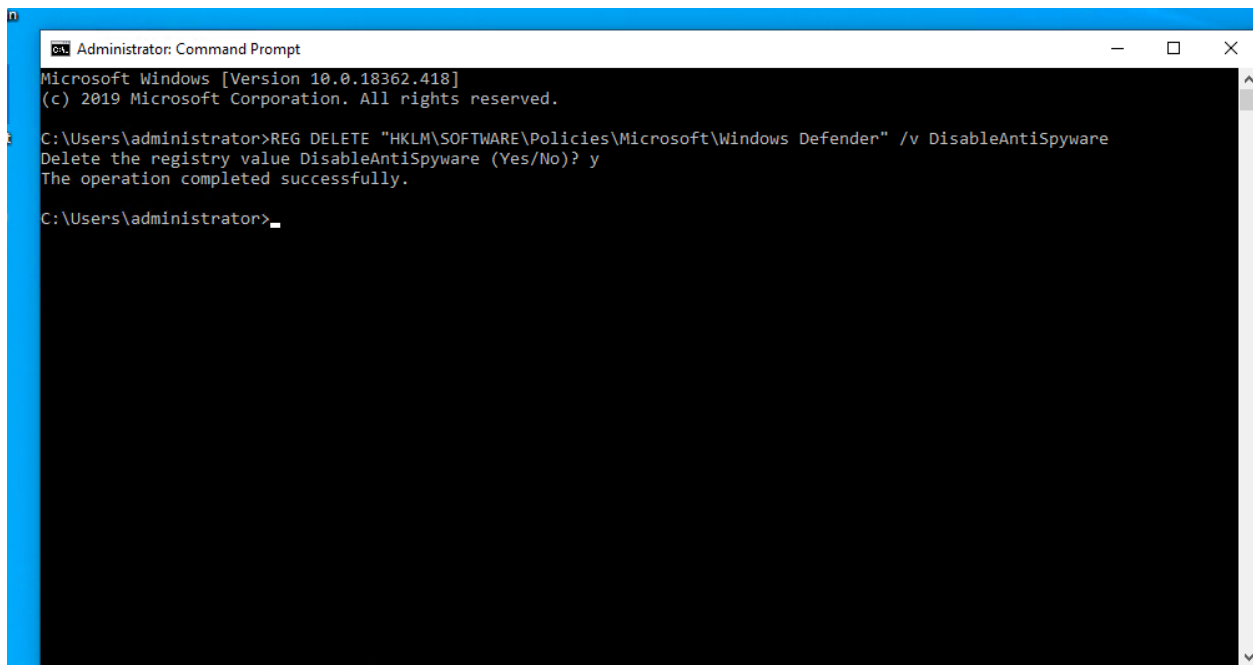 n
Administrator: Command Prompt
Microsoft Windows [Version 10.0.18362.418]
(c) 2019 Microsoft Corporation. All rights reserved.
C:\Users\administrator>REG DELETE "HKLM\SOFTWARE\Policies\Microsoft\Windows Defender" /v DisableAntiSpyware
Delete the registry value DisableAntiSpyware (Yes/No)? y
The operation completed successfully.
C:\Users\administrator>